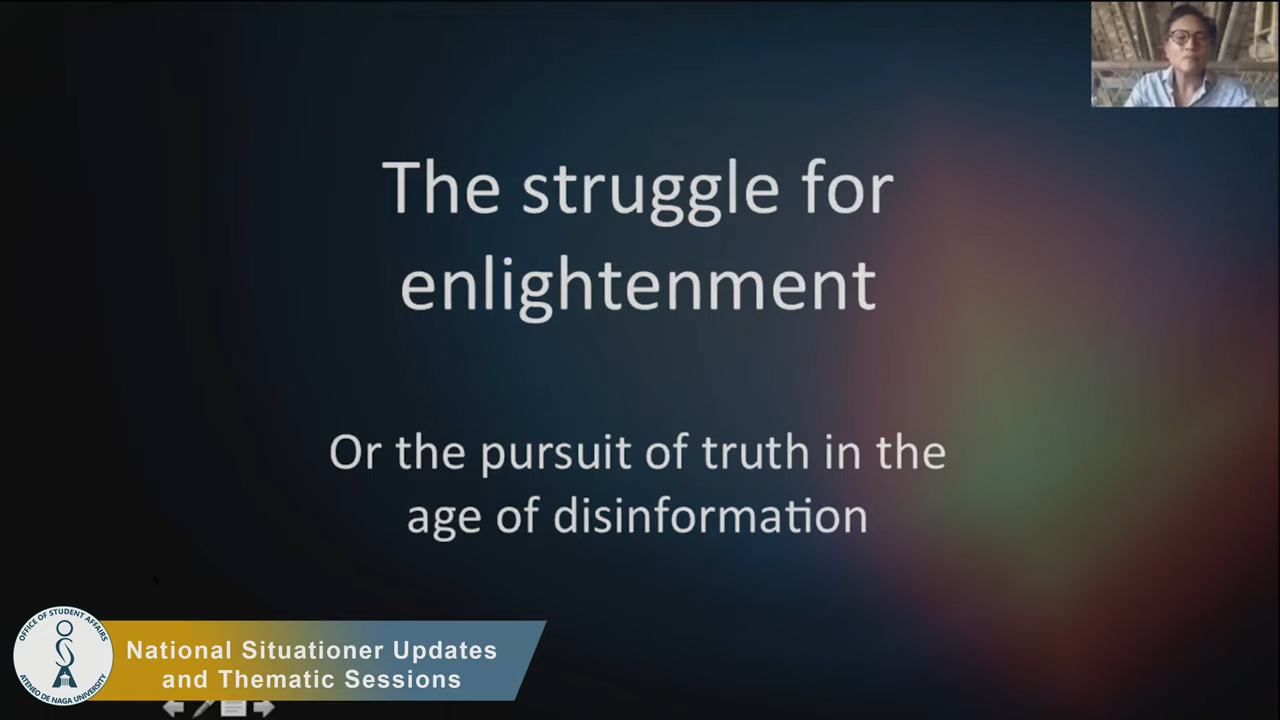 The struggle for
enlightenment
Or the pursuit of truth in the
age of disinformation
OFFICE OF STUDENT AFFAIRS
ATENEO DE NAGA UNIVERSITY
National Situationer Updates
and Thematic Sessions